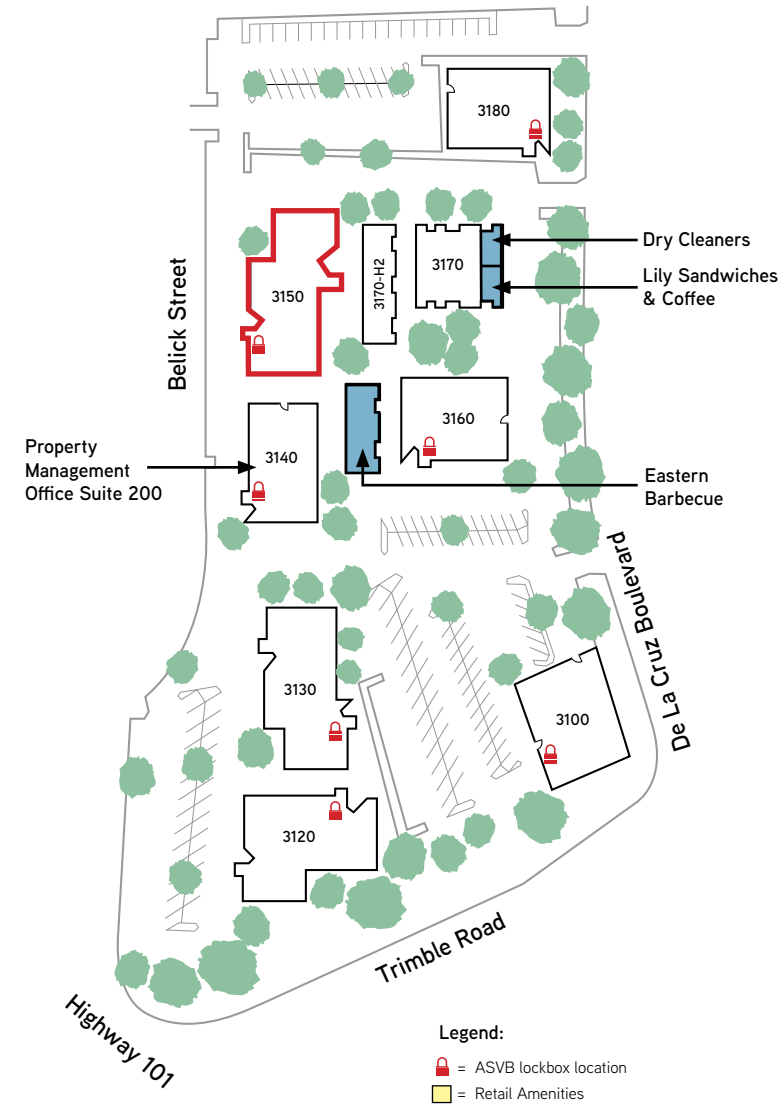 3180
Dry Cleaners
Lily Sandwiches
& Coffee
3170
3170-H2
3150
Belick Street
3160
3140
Property
Management
Office Suite 200
Eastern
Barbecue
De La Cruz Boulevard
3130
3100
3120
Trimble Road
Highway 101
Legend:
= ASVB lockbox location
= Retail Amenities